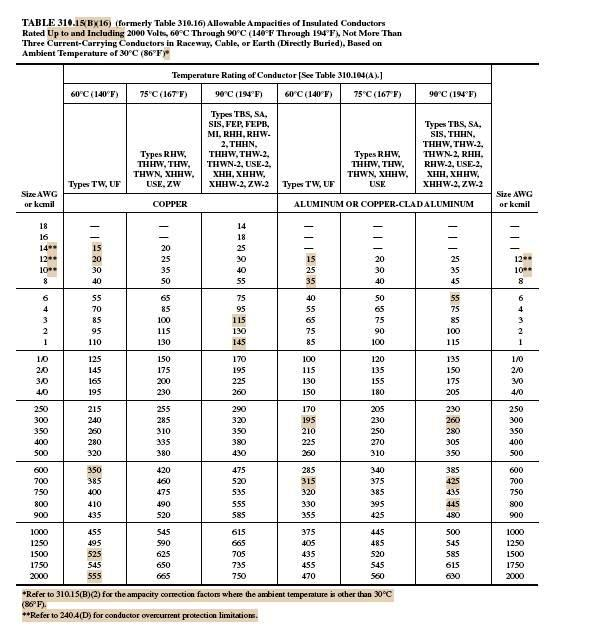 TABLE 310.15(B)(16) (formerly Table 310.16) Allowable Ampacities of Insulated Conductors
Rated Up to and Including 2000 Volts, 60°C Through 90°C (140°F Through 194°F), Not More Than
Three Current-Carrying Conductors in Raceway, Cable, or Earth (Directly Buried), Based on
Ambient Temperature of 30°C (86°F)*
Temperature Rating of Conductor [See Table 310.104(A).]
60°C (140°F) 75°C (167°F) 90°C (194°F) 60°C (140°F) 75°C (167°F) 90°C (194°F)
Size AWG
or kcmil
Types TW, UF
Types RHW,
THHW, THW,
THWN, XHHW,
USE, ZW
Types TBS, SA,
SIS, FEP, FEPB,
MI, RHH, RHW-
2, THHN,
THHW, THW-2,
THWN-2, USE-2,
XHH, XHHW,
XHHW-2, ZW-2
Types TW, UF
Types RHW,
THHW, THW,
THWN, XHHW,
USE
Types TBS, SA,
SIS, THHN,
THHW, THW-2,
THWN-2, RHH,
RHW-2, USE-2,
XHH, XHHW,
XHHW-2, ZW-2
Size AWG
or kcmil
COPPER ALUMINUM OR COPPER-CLAD ALUMINUM
18 — — 14 — — — —
16 — — 18 — — — —
14** 15 20 25 — — — —
12** 20 25 30 15 20 25 12**
10** 30 35 40 25 30 35 10**
8 40 50 55 35 40 45 8
6 55 65 75 40 50 55 6
4 70 85 95 55 65 75 4
3 85 100 115 65 75 85 3
2 95 115 130 75 90 100 2
1 110 130 145 85 100 115 1
1/0 125 150 170 100 120 135 1/0
2/0 145 175 195 115 135 150 2/0
3/0 165 200 225 130 155 175 3/0
4/0 195 230 260 150 180 205 4/0
250 215 255 290 170 205 230 250
300 240 285 320 195 230 260 300
350 260 310 350 210 250 280 350
400 280 335 380 225 270 305 400
500 320 380 430 260 310 350 500
600 350 420 475 285 340 385 600
700 385 460 520 315 375 425 700
750 400 475 535 320 385 435 750
800 410 490 555 330 395 445 800
900 435 520 585 355 425 480 900
1000 455 545 615 375 445 500 1000
1250 495 590 665 405 485 545 1250
1500 525 625 705 435 520 585 1500
1750 545 650 735 455 545 615 1750
2000 555 665 750 470 560 630 2000
*Refer to 310.15(B)(2) for the ampacity correction factors where the ambient temperature is other than 30°C
(86°F).
**Refer to 240.4(D) for conductor overcurrent protection limitations.